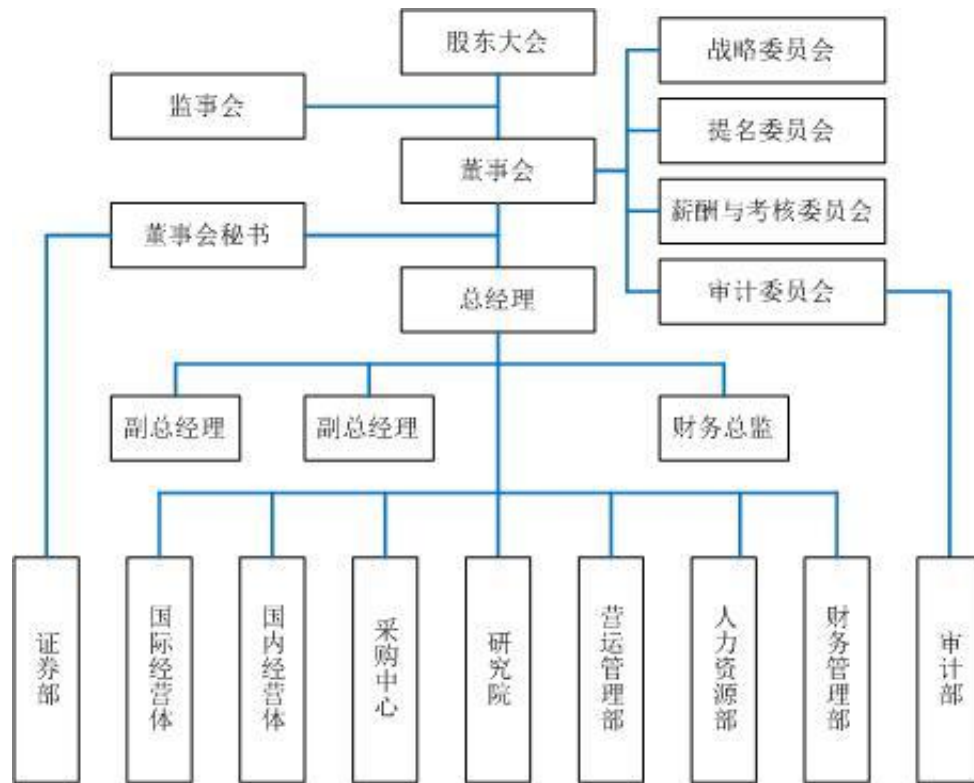 股东大会
战略委员会
监事会
提名委员会
董事会
薪酬与考核委员会
董事会秘书
总经理
审计委员会
副总经理
副总经理
财务总监
证券部
国际经营体
国内经营体
采购中心
研究院
营运管理部
人力资源部
财务管理部
审计部